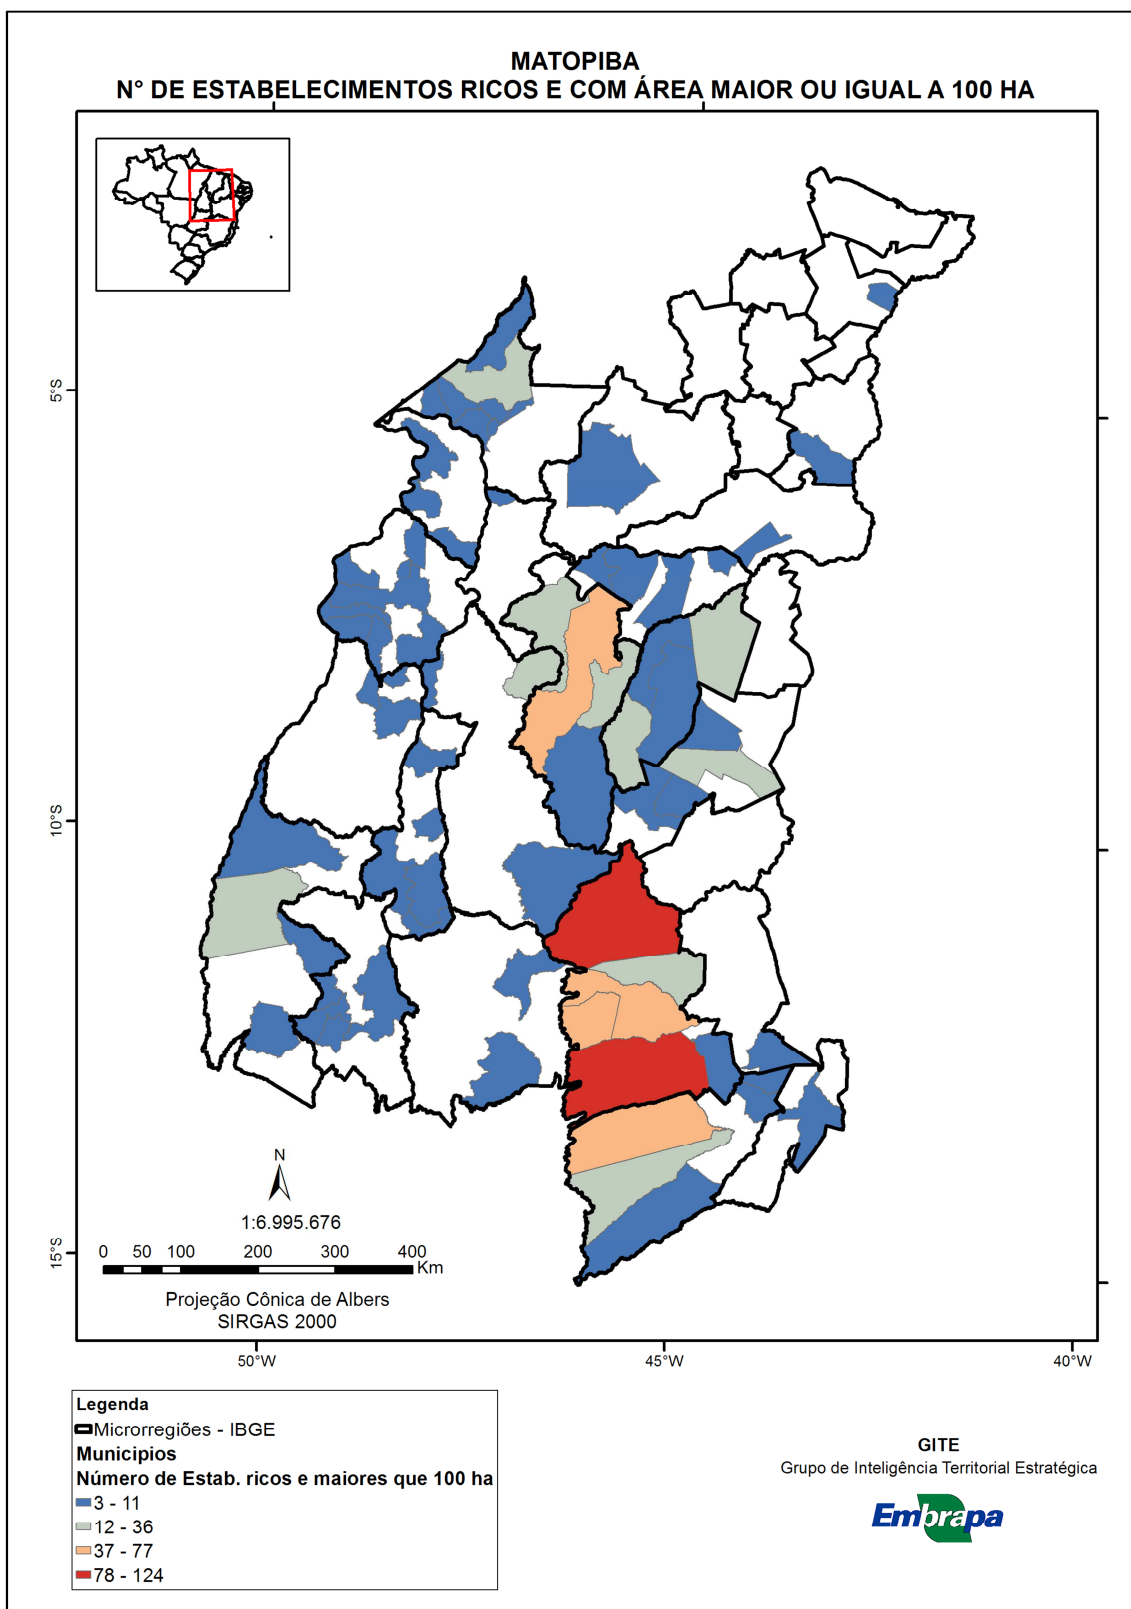 MATOPIBA
N° DE ESTABELECIMENTOS RICOS E COM ÁREA MAIOR OU IGUAL A 100 HA
5°S
10°S
15°S
N
1:6.995.676
0 50 100 200 300 400
Km
Projeção Cônica de Albers
SIRGAS 2000
50°W 45°W 40°W
Legenda
Microrregiões - IBGE
Municipios
Número de Estab. ricos e maiores que 100 ha
3 - 11
12 - 36
37 - 77
78 - 124
GITE
Grupo de Inteligência Territorial Estratégica
Embrapa